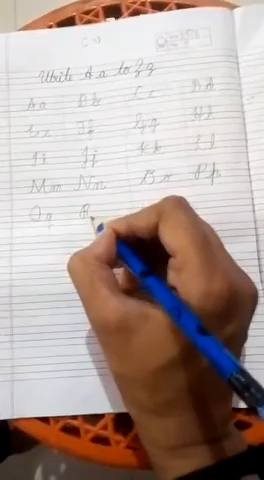 C.W
Write Aa to Zz
Aa Bb Cc Dd
Ee Ff Gg Hh
Ii Jj Kk Ll
Mm Nn Oo Pp
Qq R